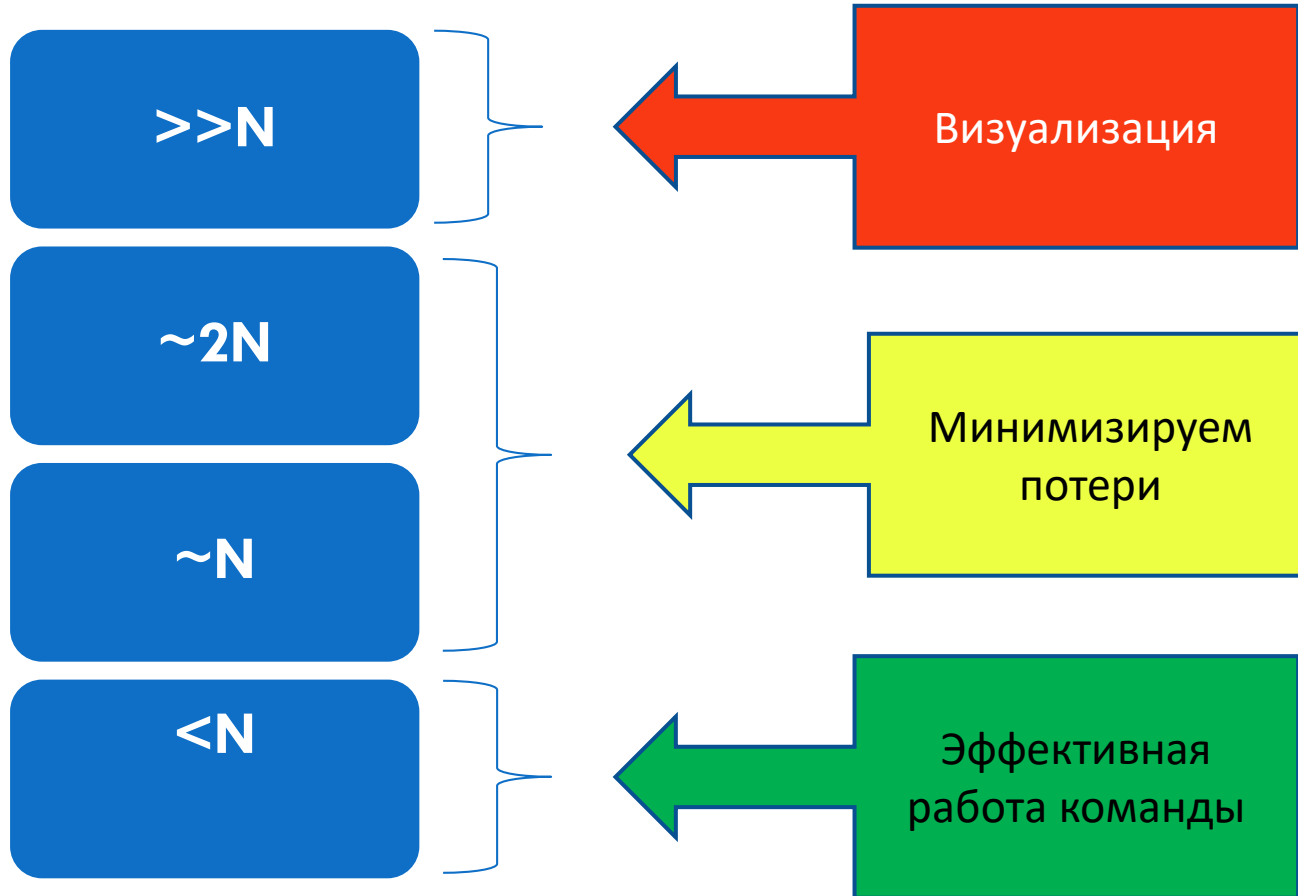 >>N
Визуализация
~2N
Минимизируем
потери
~N
<N
Эффективная
работа команды